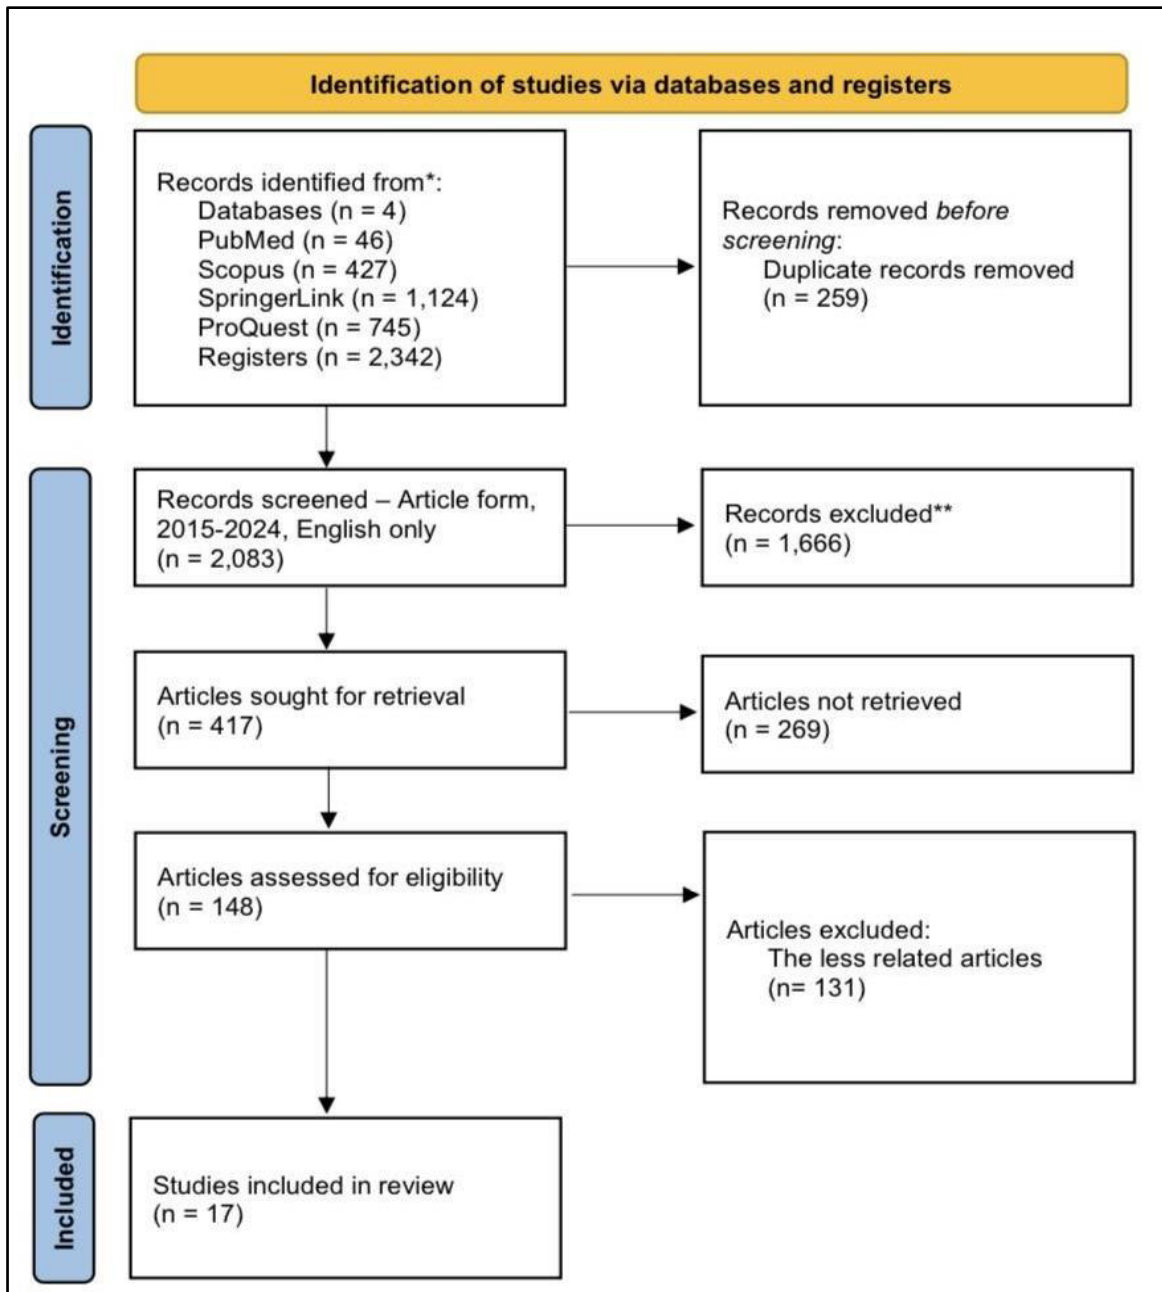 Identification of studies via databases and registers
Identification
Records identified from*:
Databases (n = 4)
PubMed (n = 46)
Scopus (n = 427)
SpringerLink (n = 1,124)
ProQuest (n = 745)
Registers (n = 2,342)
Records removed before
screening:
Duplicate records removed
(n = 259)
Screening
Records screened – Article form,
2015-2024, English only
(n = 2,083)
Records excluded**
(n = 1,666)
Articles sought for retrieval
(n = 417)
Articles not retrieved
(n = 269)
Articles assessed for eligibility
(n = 148)
Articles excluded:
The less related articles
(n= 131)
Included
Studies included in review
(n = 17)